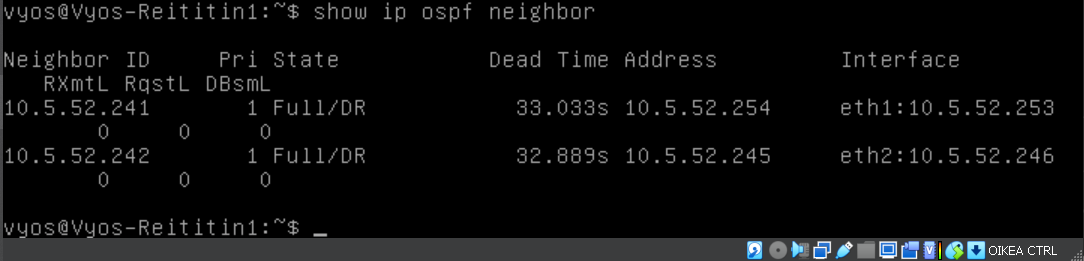 vyos@Vyos-Reititin1:~$ show ip ospf neighbor
Neighbor ID Pri State Dead Time Address Interface
RXmtL RqstL DBsmL
10.5.52.241 1 Full/DR 33.033s 10.5.52.254 eth1:10.5.52.253
0 0 0
10.5.52.242 1 Full/DR 32.889s 10.5.52.245 eth2:10.5.52.246
0 0 0
vyos@Vyos-Reititin1:~$ _
OIKEA CTRL